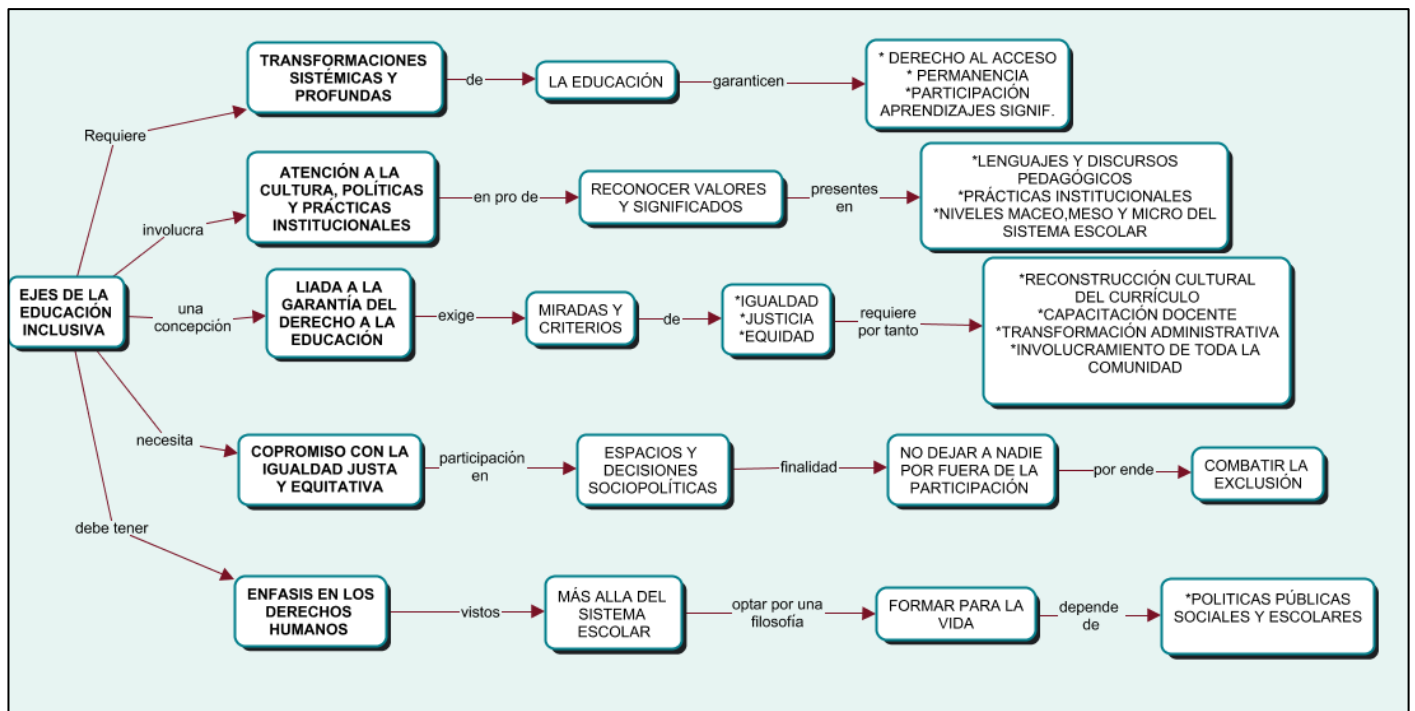 TRANSFORMACIONES
SISTÉMICAS Y
PROFUNDAS
de
LA EDUCACIÓN
garanticen
* DERECHO AL ACCESO
* PERMANENCIA
*PARTICIPACIÓN
APRENDIZAJES SIGNIF.
Requiere
ATENCIÓN A LA
CULTURA, POLÍTICAS
Y PRÁCTICAS
INSTITUCIONALES
en pro de
RECONOCER VALORES
Y SIGNIFICADOS
presentes
en
*LENGUAJES Y DISCURSOS
PEDAGÓGICOS
*PRÁCTICAS INSTITUCIONALES
*NIVELES MACEO,MESO Y MICRO DEL
SISTEMA ESCOLAR
involucra
EJES DE LA
EDUCACIÓN
INCLUSIVA
una
concepción
LIADA A LA
GARANTÍA DEL
DERECHO A LA
EDUCACIÓN
exige
MIRADAS Y
CRITERIOS
de
*IGUALDAD
*JUSTICIA
*EQUIDAD
requiere
por tanto
*RECONSTRUCCIÓN CULTURAL
DEL CURRÍCULO
*CAPACITACIÓN DOCENTE
*TRANSFORMACIÓN ADMINISTRATIVA
*INVOLUCRAMIENTO DE TODA LA
COMUNIDAD
necesita
COPROMISO CON LA
IGUALDAD JUSTA
Y EQUITATIVA
participación
en
ESPACIOS Y
DECISIONES
SOCIOPOLÍTICAS
finalidad
NO DEJAR A NADIE
POR FUERA DE LA
PARTICIPACIÓN
por ende
COMBATIR LA
EXCLUSIÓN
debe tener
ENFASIS EN LOS
DERECHOS
HUMANOS
vistos
MÁS ALLA DEL
SISTEMA
ESCOLAR
optar por una
filosofía
FORMAR PARA LA
VIDA
depende
de
*POLITICAS PÚBLICAS
SOCIALES Y ESCOLARES